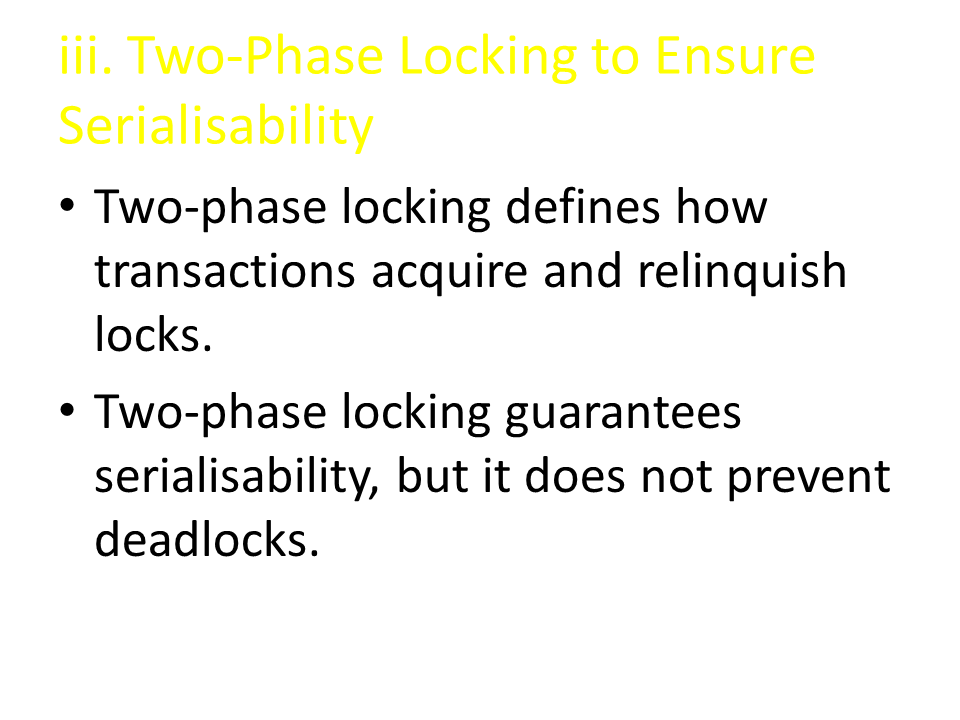 iii. Two-Phase Locking to Ensure
Serialisability
• Two-phase locking defines how
transactions acquire and relinquish
locks.
• Two-phase locking guarantees
serialisability, but it does not prevent
deadlocks.